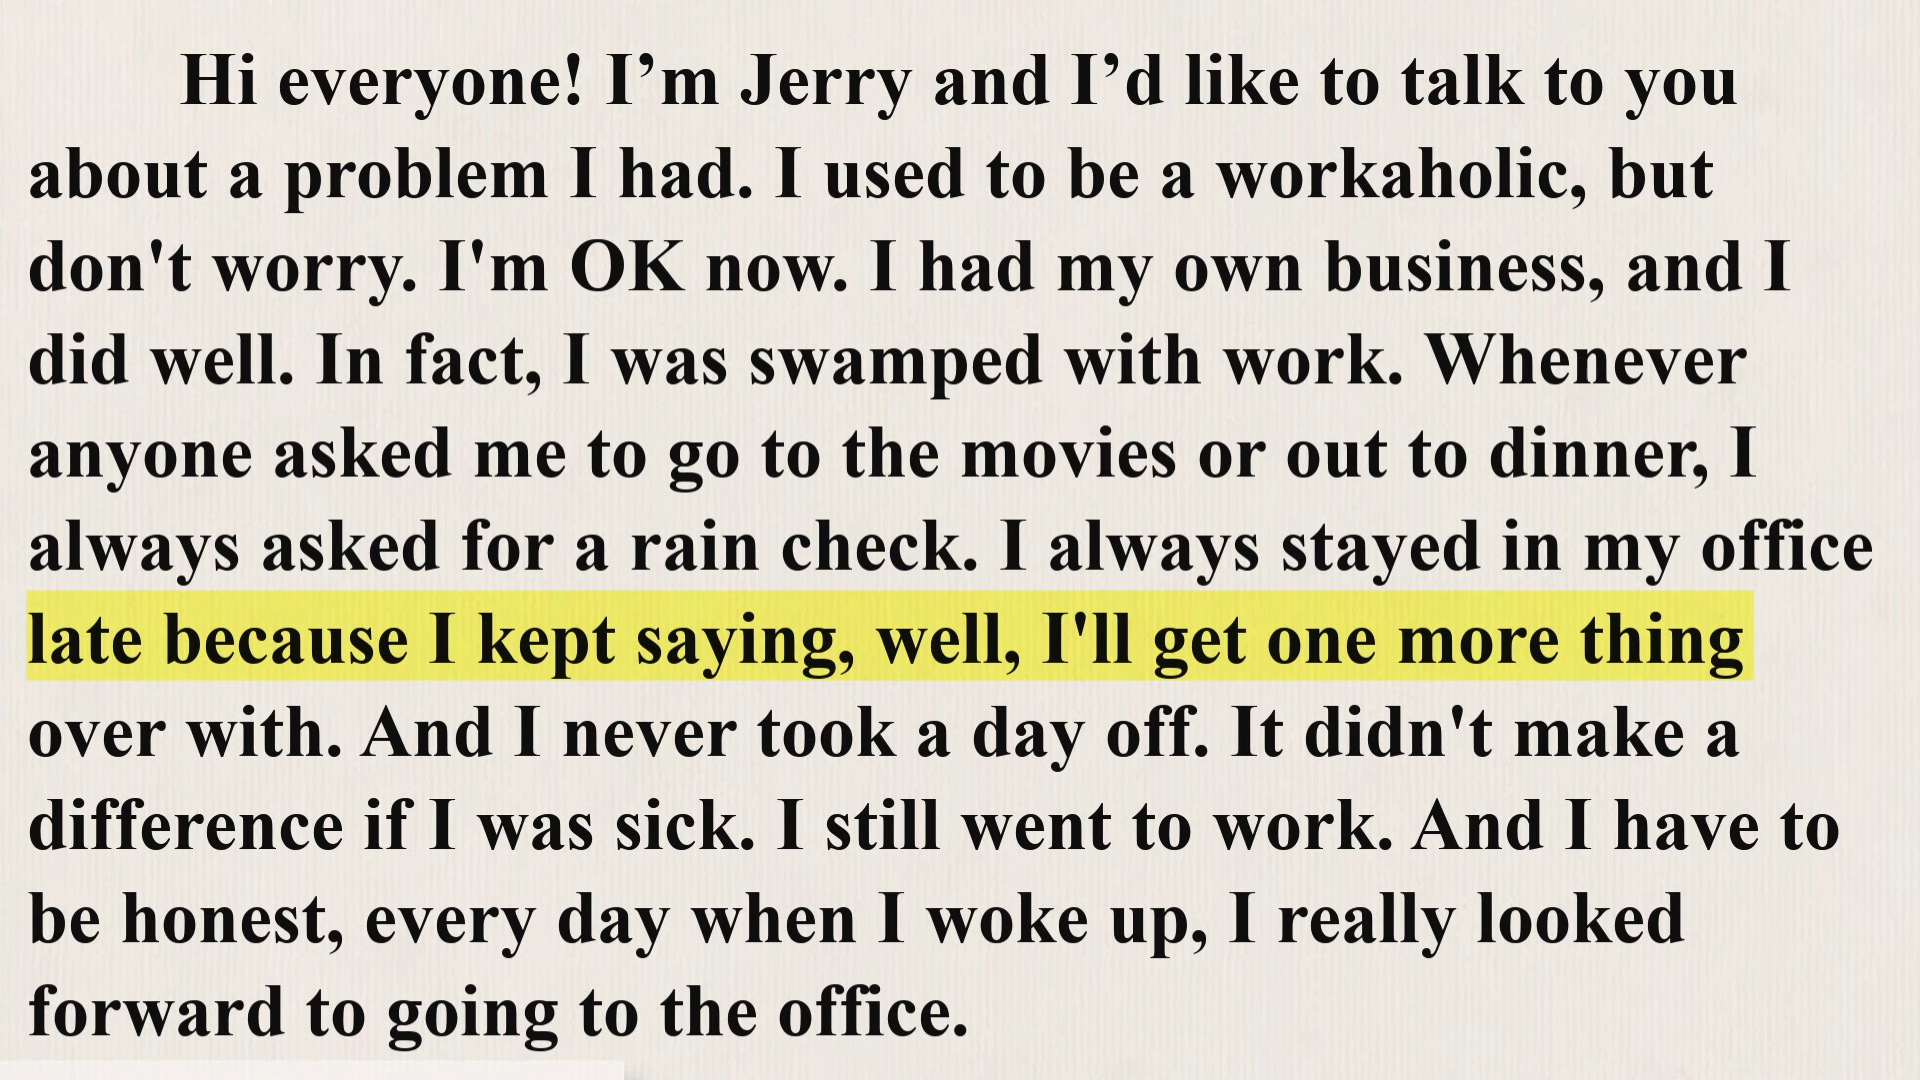 Hi everyone! I’m Jerry and I’d like to talk to you
about a problem I had. I used to be a workaholic, but
don't worry. I'm OK now. I had my own business, and I
did well. In fact, I was swamped with work. Whenever
anyone asked me to go to the movies or out to dinner, I
always asked for a rain check. I always stayed in my office
late because I kept saying, well, I'll get one more thing
over with. And I never took a day off. It didn't make a
difference if I was sick. I still went to work. And I have to
be honest, every day when I woke up, I really looked
forward to going to the office.